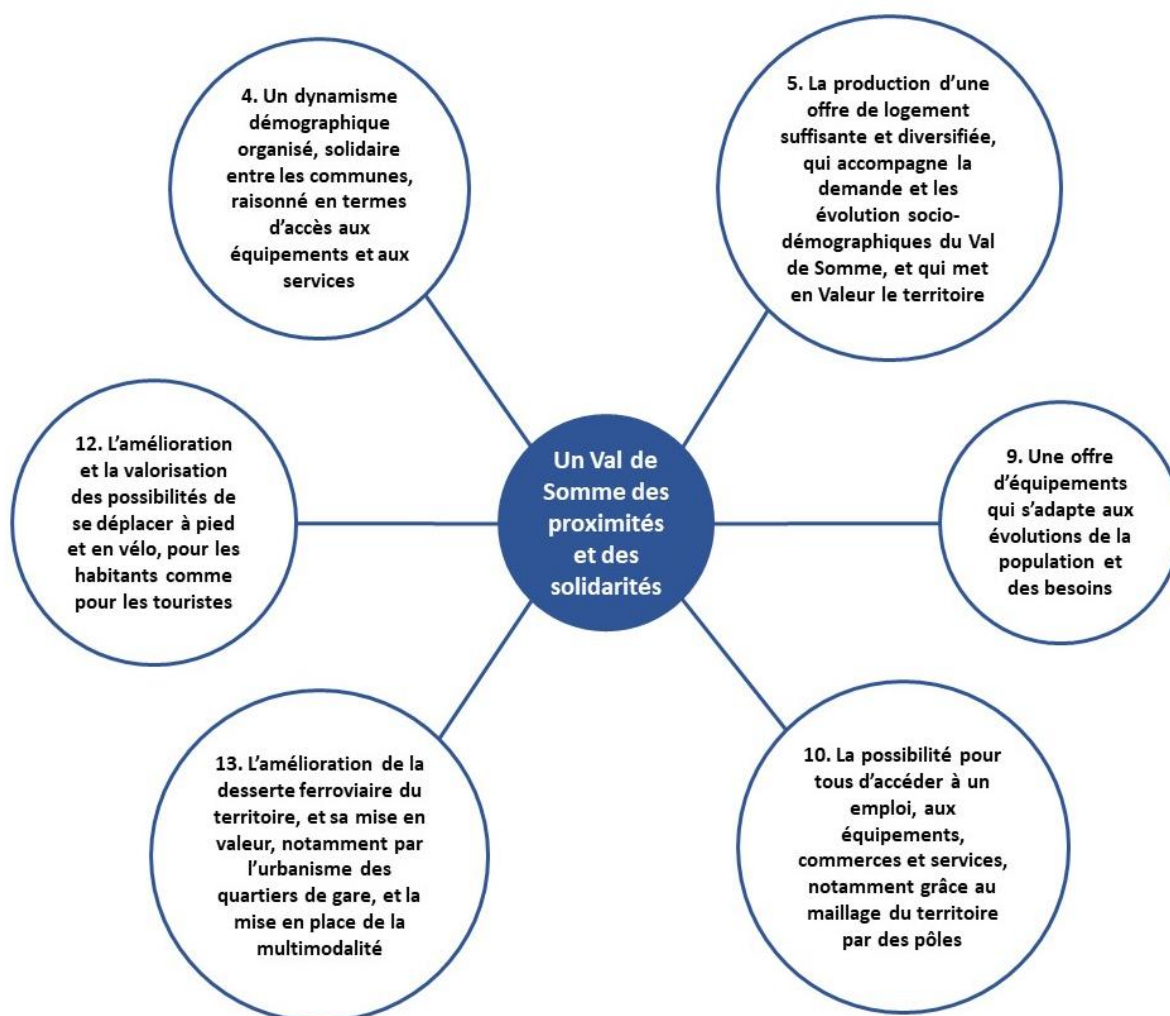 4. Un dynamisme
démographique
organisé, solidaire
entre les communes,
raisonné en termes
d’accès aux
équipements et aux
services
5. La production d’une
offre de logement
suffisante et diversifiée,
qui accompagne la
demande et les
évolution socio-
démographiques du Val
de Somme, et qui met
en Valeur le territoire
12. L’amélioration
et la valorisation
des possibilités de
se déplacer à pied
et en vélo, pour les
habitants comme
pour les touristes
Un Val de
Somme des
proximités
et des
solidarités
9. Une offre
d’équipements
qui s’adapte aux
évolutions de la
population et
des besoins
13. L’amélioration de la
desserte ferroviaire du
territoire, et sa mise en
valeur, notamment par
l’urbanisme des
quartiers de gare, et la
mise en place de la
multimodalité
10. La possibilité pour
tous d’accéder à un
emploi, aux
équipements,
commerces et services,
notamment grâce au
maillage du territoire
par des pôles